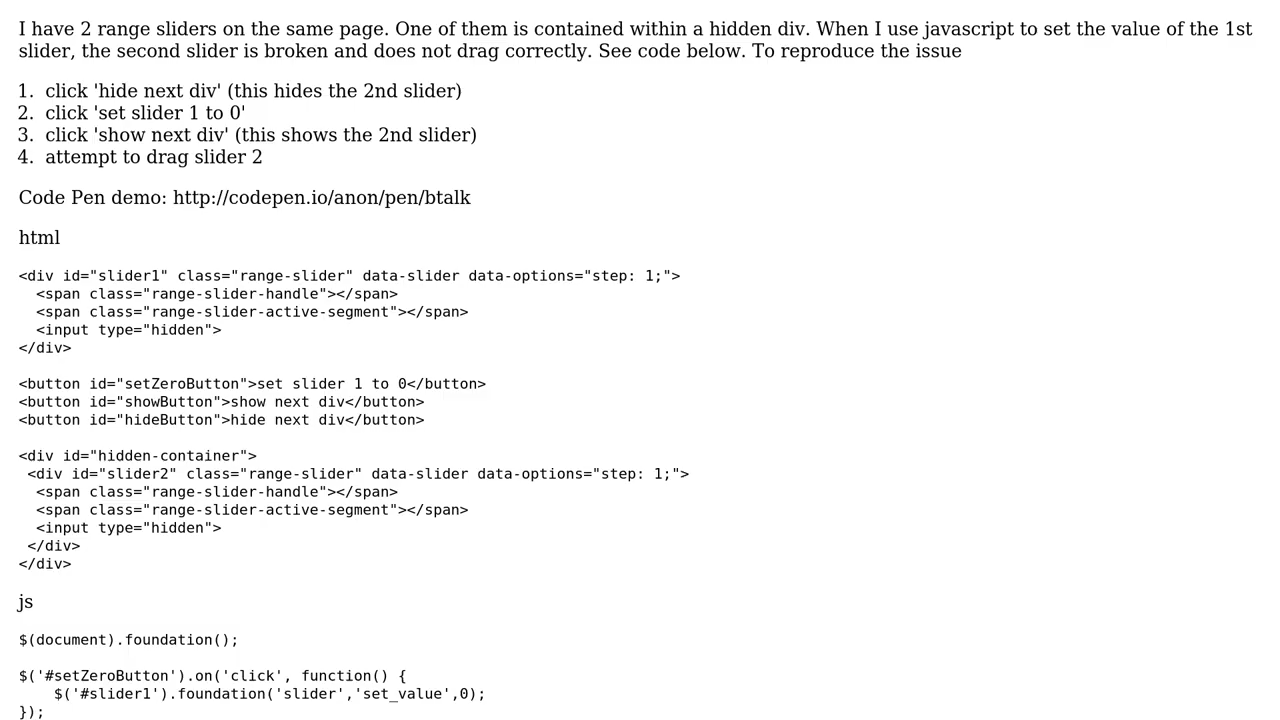 I have 2 range sliders on the same page. One of them is contained within a hidden div. When I use javascript to set the value of the 1st
slider, the second slider is broken and does not drag correctly. See code below. To reproduce the issue
1. click 'hide next div' (this hides the 2nd slider)
2. click 'set slider 1 to 0'
3. click 'show next div' (this shows the 2nd slider)
4. attempt to drag slider 2
Code Pen demo: http://codepen.io/anon/pen/btalk
html
<div id="slider1" class="range-slider" data-slider data-options="step: 1;">
  <span class="range-slider-handle"></span>
  <span class="range-slider-active-segment"></span>
  <input type="hidden">
</div>
<button id="setZeroButton">set slider 1 to 0</button>
<button id="showButton">show next div</button>
<button id="hideButton">hide next div</button>
<div id="hidden-container">
 <div id="slider2" class="range-slider" data-slider data-options="step: 1;">
  <span class="range-slider-handle"></span>
  <span class="range-slider-active-segment"></span>
  <input type="hidden">
 </div>
</div>
js
$(document).foundation();
$('#setZeroButton').on('click', function() {
    $('#slider1').foundation('slider','set_value',0);
});